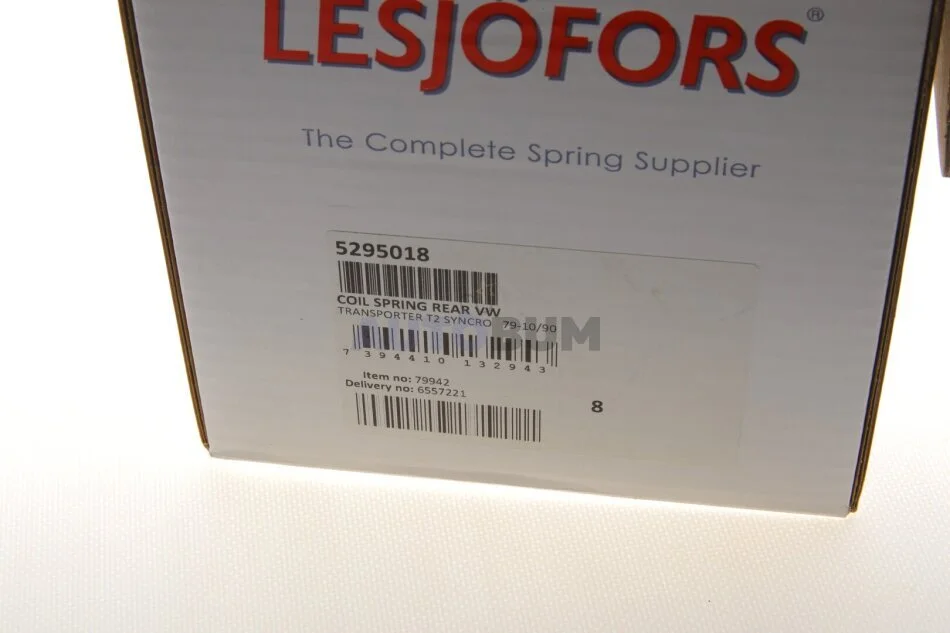 LESJÖFORS®
The Complete Spring Supplier
5295018
COIL SPRING REAR VW
TRANSPORTER T2 SYNCRO 79-10/90
AUTOBUM
7 394410 132943
Item no: 79942
Delivery no: 6557221
8